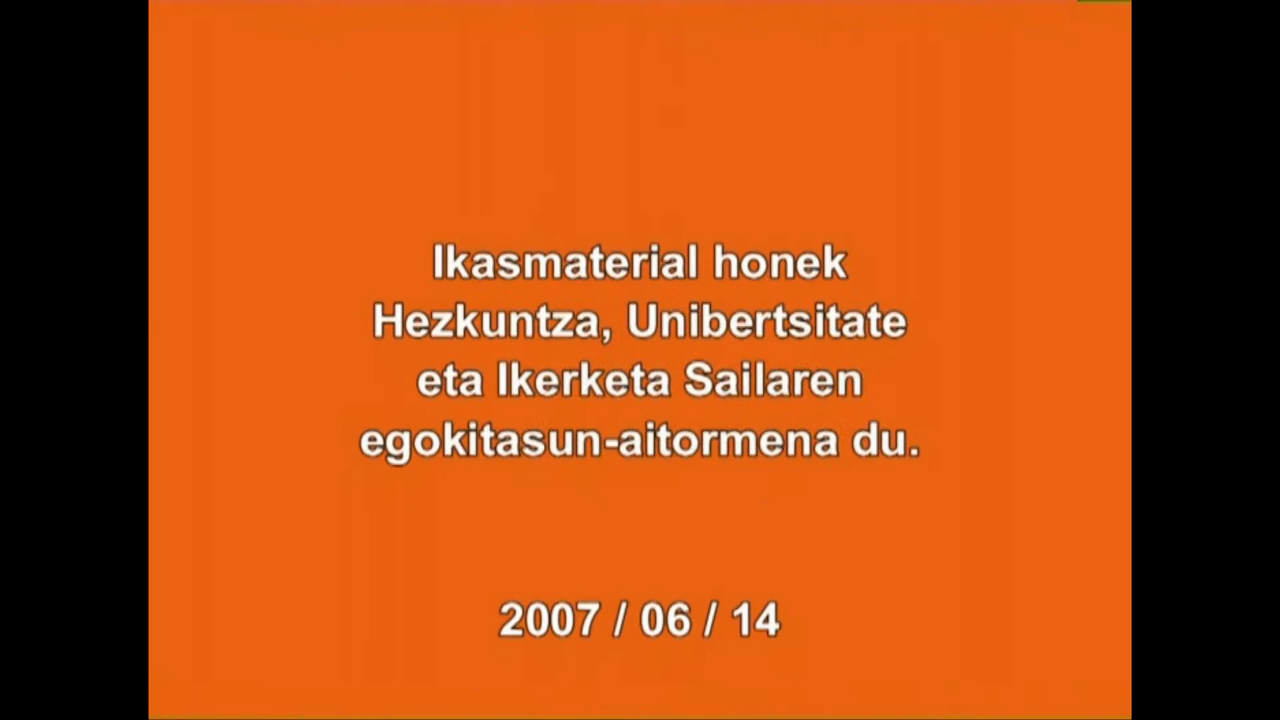 Ikasmaterial honek
Hezkuntza, Unibertsitate
eta Ikerketa Sailaren
egokitasun-aitormena du.
2007 / 06 / 14